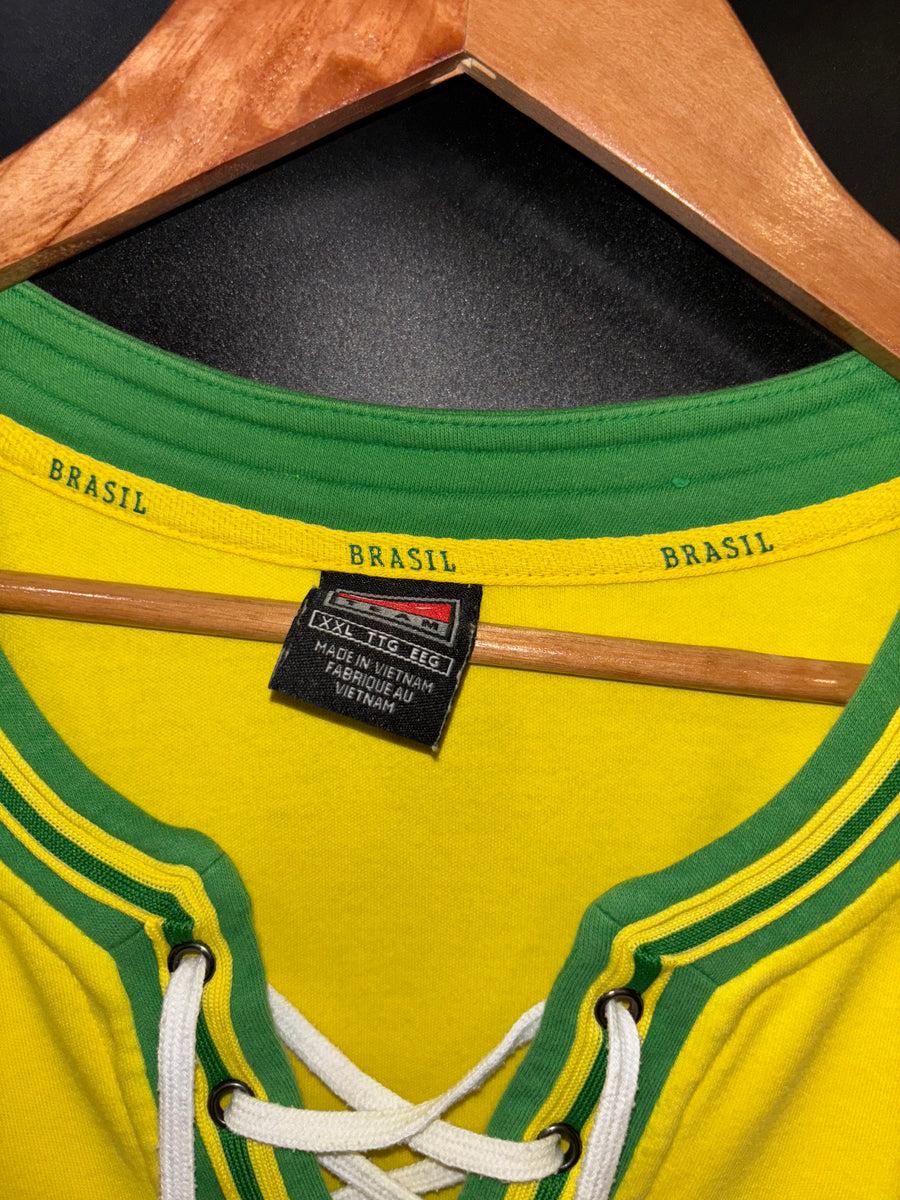 BRASIL
BRASIL
BRASIL
TEAM
XXL TTG EEG
MADE IN VIETNAM
FABRIQUE AU
VIETNAM